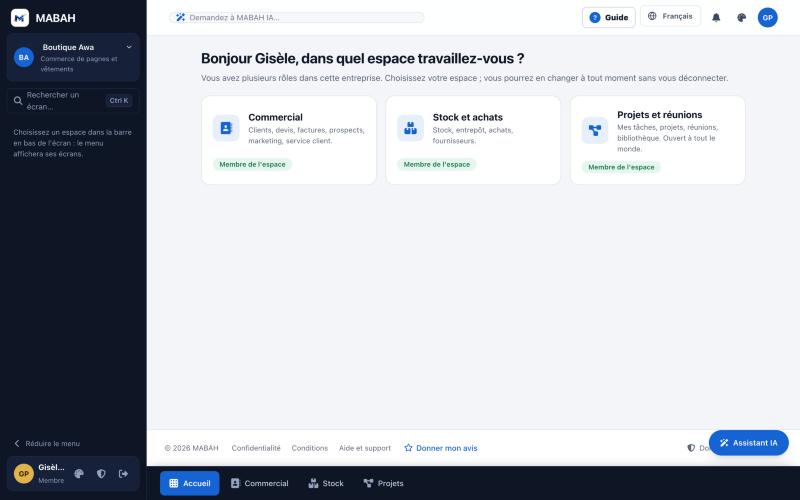 MABAH
BA
Boutique Awa
Commerce de pagnes et
vêtements
Rechercher un
écran...
Ctrl K
Choisissez un espace dans la barre
en bas de l'écran : le menu
affichera ses écrans.
Réduire le menu
GP
Gisèl...
Membre
Demandez à MABAH IA...
? Guide
Français
GP
Bonjour Gisèle, dans quel espace travaillez-vous ?
Vous avez plusieurs rôles dans cette entreprise. Choisissez votre espace ; vous pourrez en changer à tout moment sans vous déconnecter.
Commercial
Clients, devis, factures, prospects,
marketing, service client.
Membre de l'espace
Stock et achats
Stock, entrepôt, achats,
fournisseurs.
Membre de l'espace
Projets et réunions
Mes tâches, projets, réunions,
bibliothèque. Ouvert à tout le
monde.
Membre de l'espace
© 2026 MABAH
Confidentialité
Conditions
Aide et support
Donner mon avis
Assistant IA
Accueil
Commercial
Stock
Projets